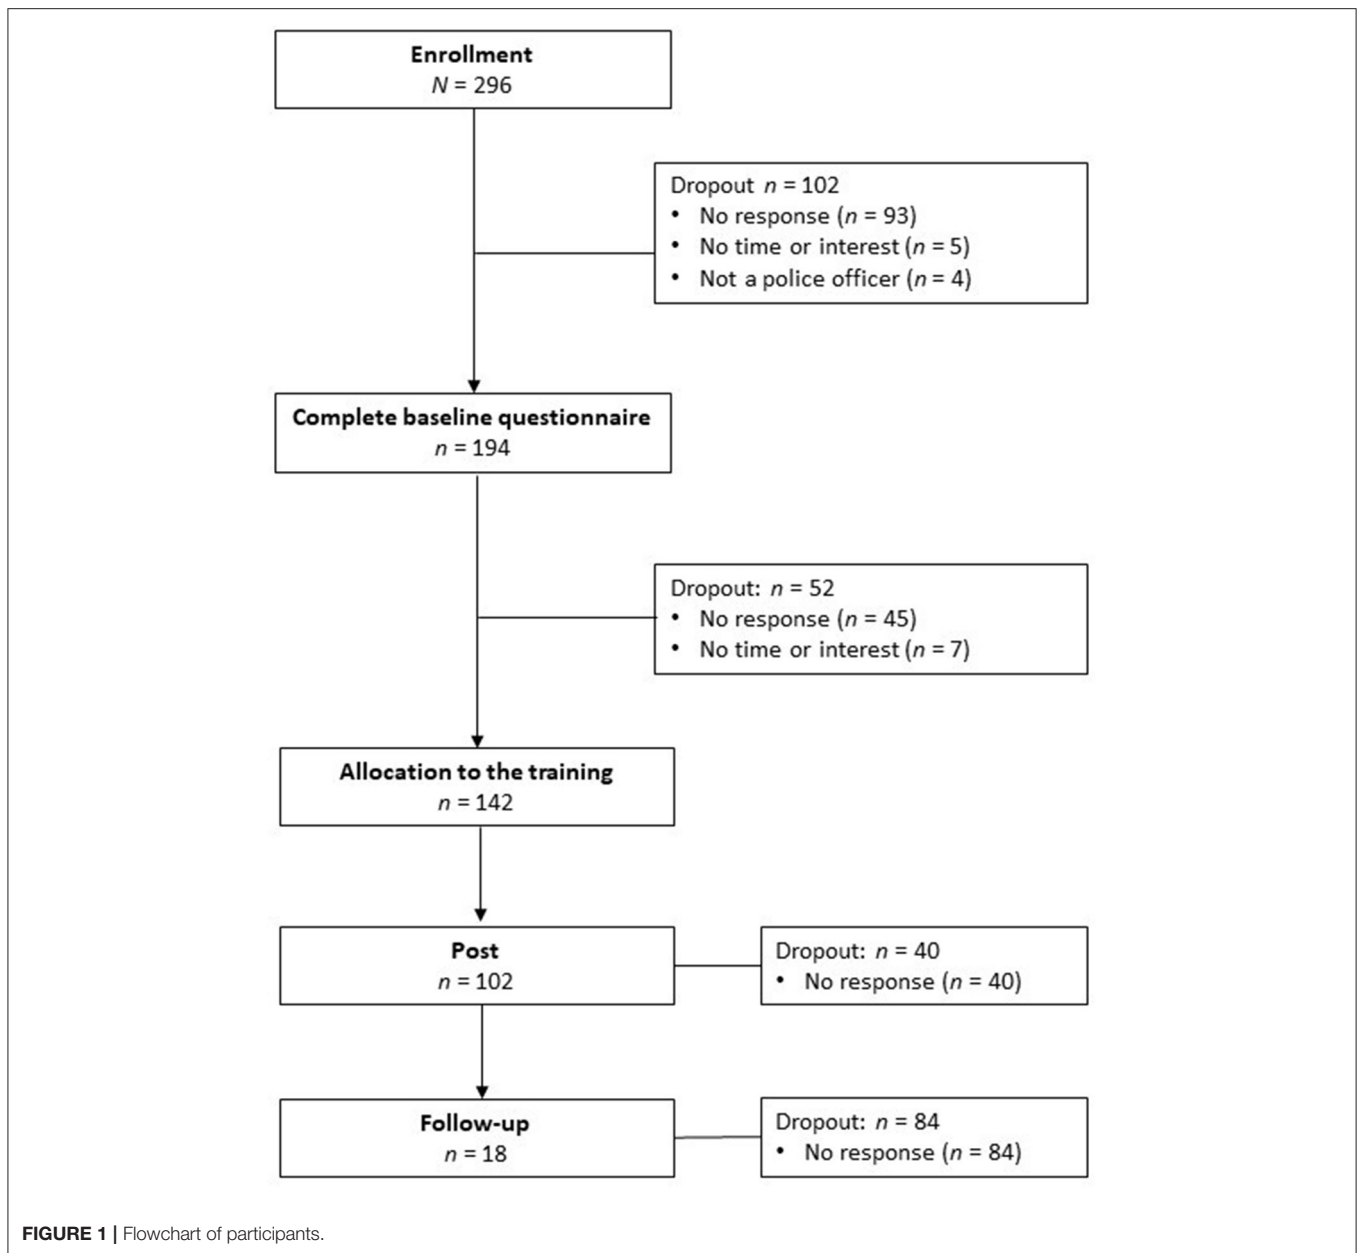 Enrollment
N = 296
Dropout n = 102
• No response (n = 93)
• No time or interest (n = 5)
• Not a police officer (n = 4)
Complete baseline questionnaire
n = 194
Dropout: n = 52
• No response (n = 45)
• No time or interest (n = 7)
Allocation to the training
n = 142
Post
n = 102
Dropout: n = 40
• No response (n = 40)
Follow-up
n = 18
Dropout: n = 84
• No response (n = 84)
FIGURE 1 | Flowchart of participants.